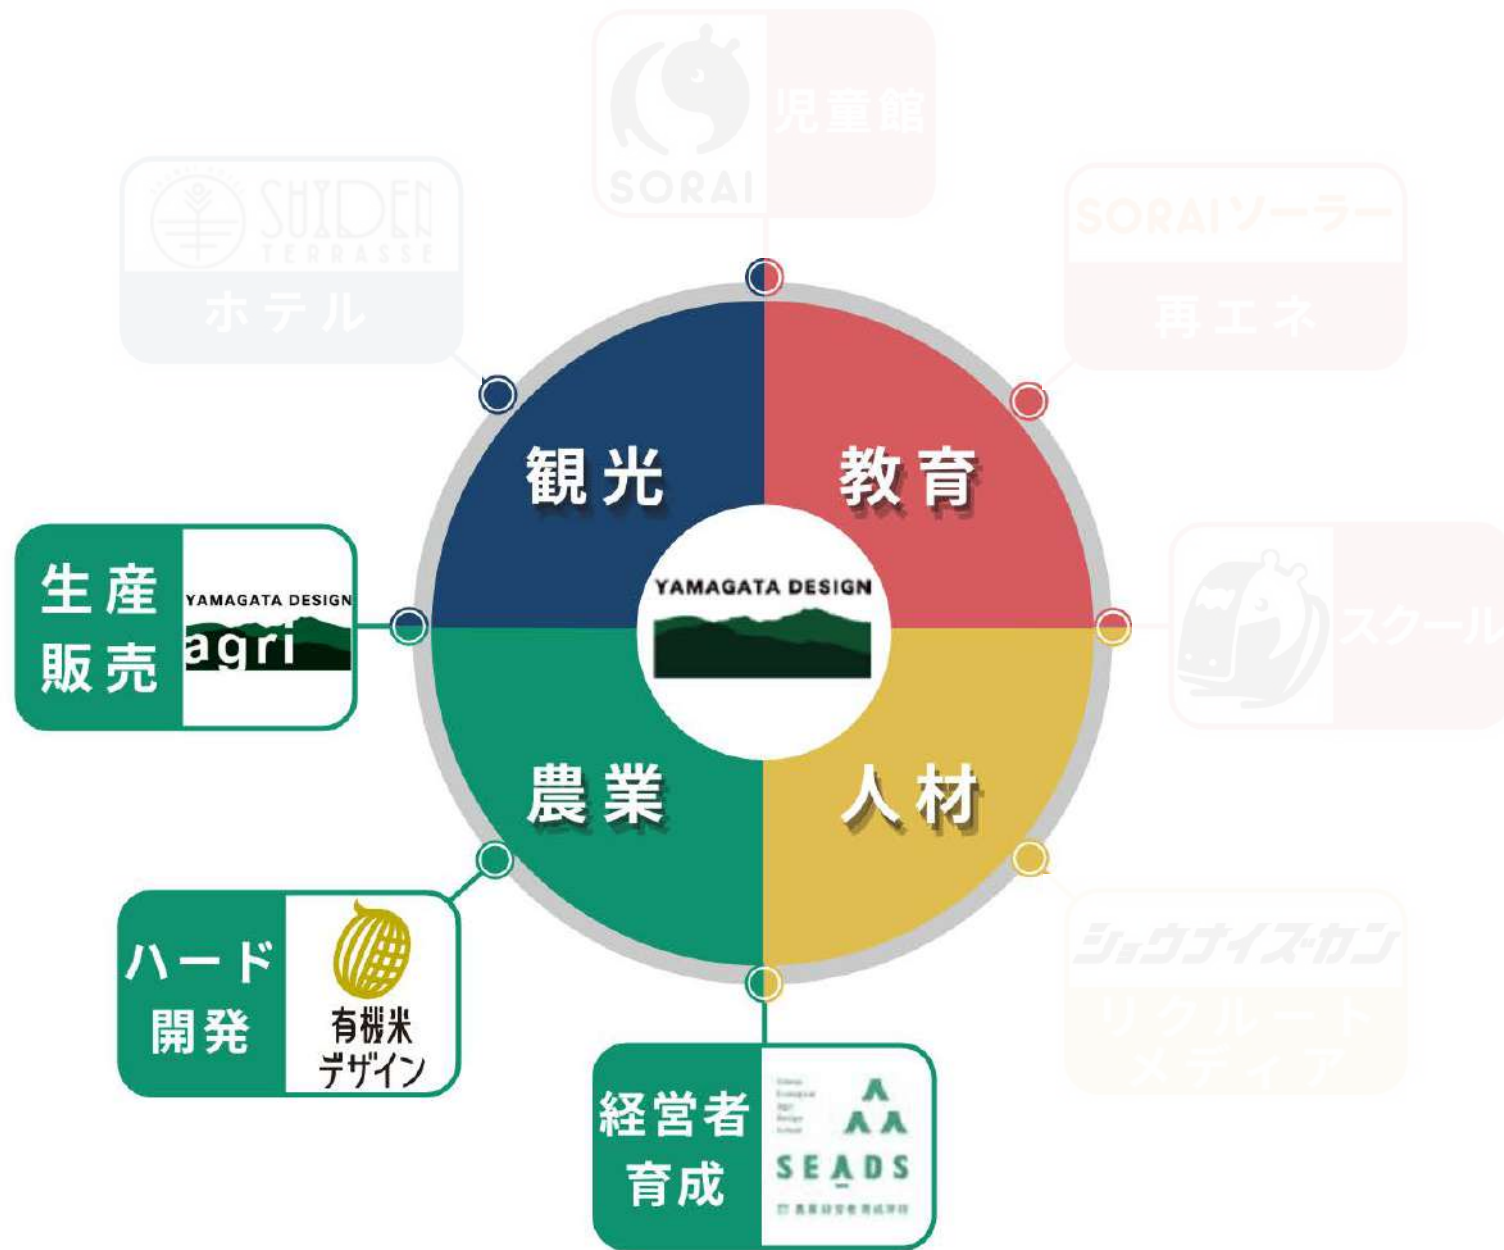 SORAI
児童館
SHIDEN
TERRASSE
ホテル
SORAIソーラー
再エネ
観光
教育
生産
販売
YAMAGATA DESIGN
agri
YAMAGATA DESIGN
スクール
農業
人材
ハード
開発
有機米
デザイン
ショウナイズカン
リクルート
メディア
経営者
育成
SEADS